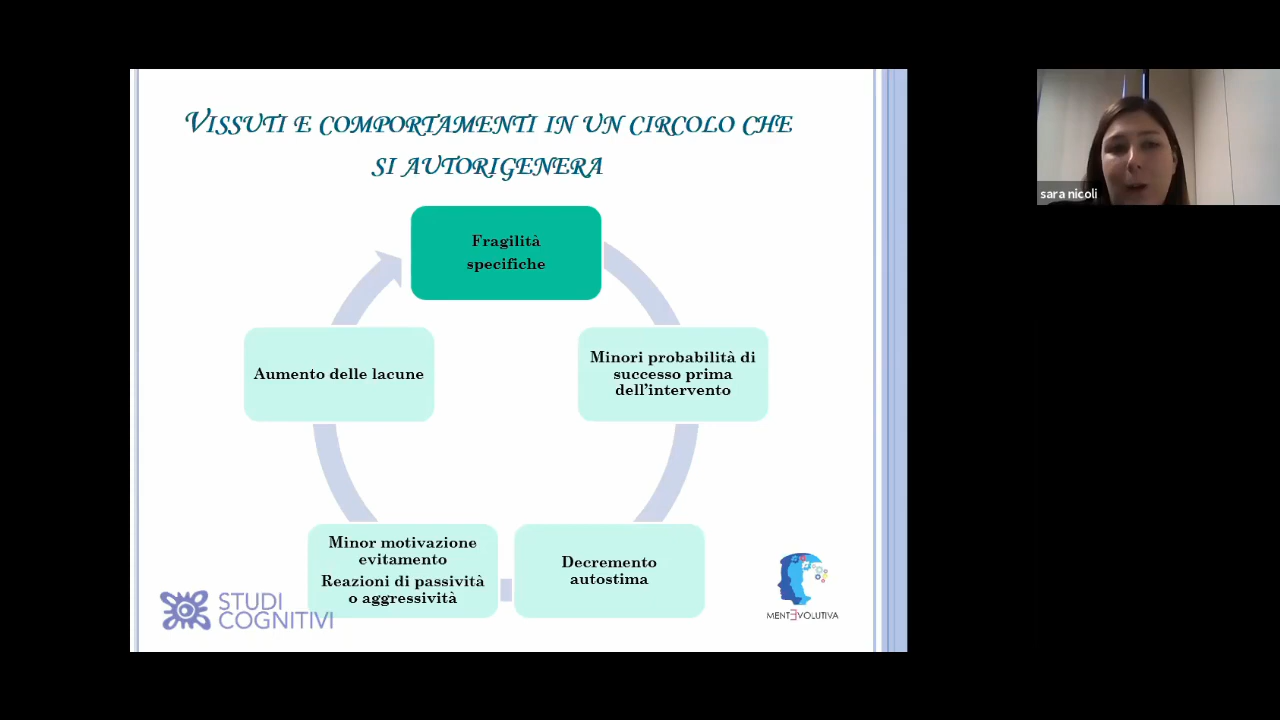 VISSUTI E COMPORTAMENTI IN UN CIRCOLO CHE
SI AUTORIGENERA
Fragilità
specifiche
Minori probabilità di
successo prima
dell'intervento
Decremento
autostima
Minor motivazione
evitamento
Reazioni di passività
o aggressività
Aumento delle lacune
STUDI
COGNITIVI
MENTƎVOLUTIVA
sara nicoli